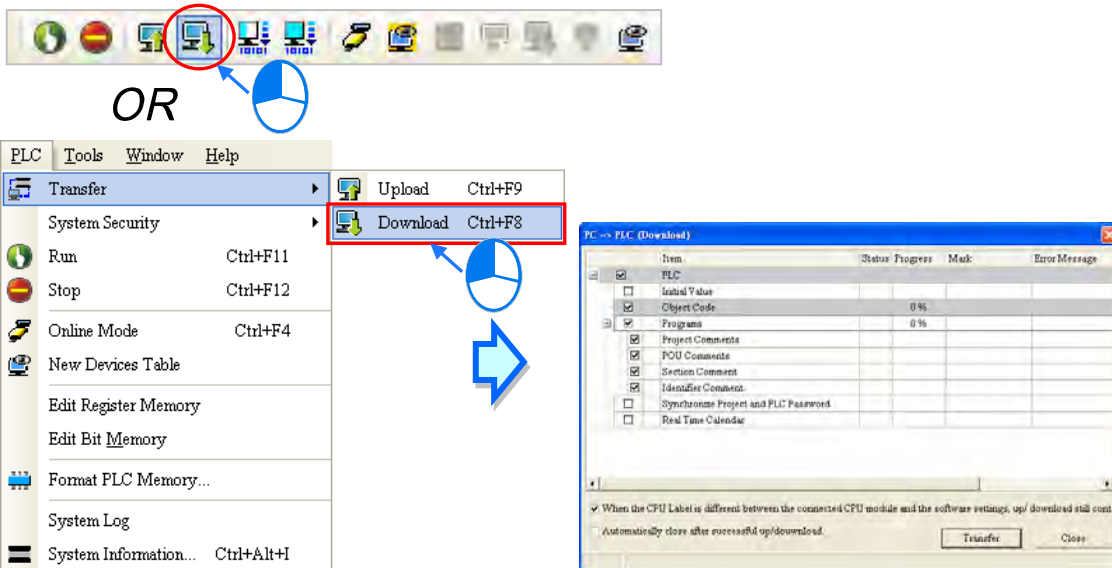 OR
PLC Tools Window Help
Transfer
System Security
Run Ctrl+F11
Stop Ctrl+F12
Online Mode Ctrl+F4
New Devices Table
Edit Register Memory
Edit Bit Memory
Format PLC Memory...
System Log
System Information... Ctrl+Alt+I
Upload Ctrl+F9
Download Ctrl+F8
PC -> PLC (Download)
Item Status Progress Mark Error Message
PLC
Initial Value
Object Code 0 %
Programs 0 %
Project Comments
POU Comments
Section Comment
Identifier Comment
Synchronize Project and PLC Password
Real Time Calendar
When the CPU Label is different between the connected CPU module and the software settings, up/ download still cont
Automatically close after successful up/download.
Transfer Close